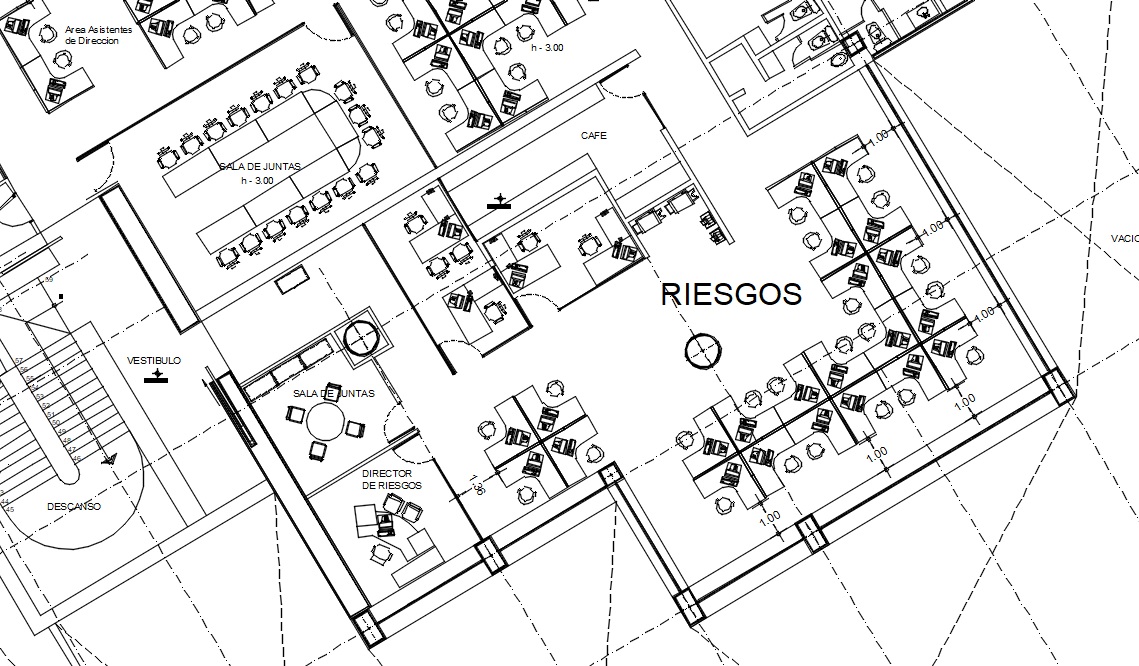 Area Asistentes
de Direccion
h - 3.00
CAFE
SALA DE JUNTAS
h - 3.00
1.00
1.00
VACIO
RIESGOS
1.00
VESTIBULO
SALA DE JUNTAS
1.00
DIRECTOR
DE RIESGOS
1.36
1.00
DESCANSO
1.00
59
57
56
55
54
53
52
51
50
49
48
47
46
44
45